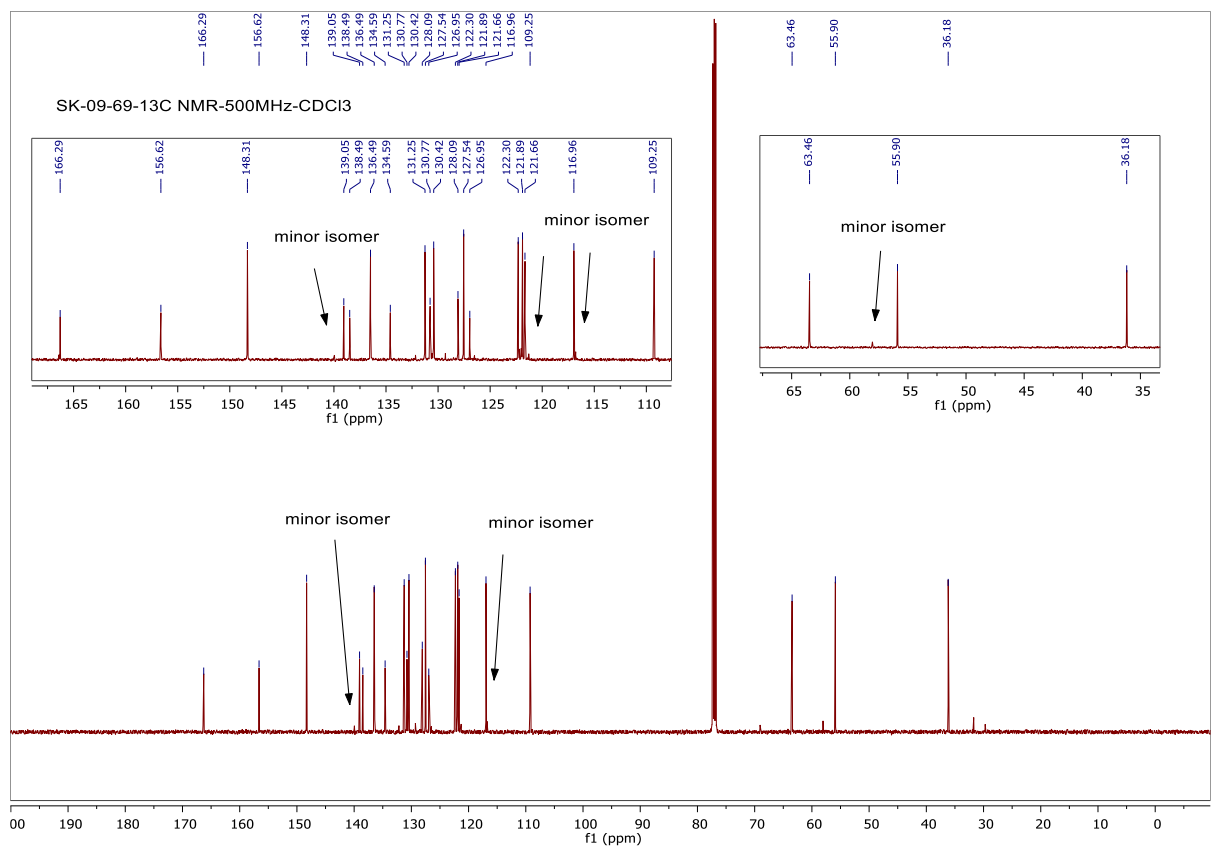 166.29 156.62 148.31 139.05 138.49 136.49 134.59 131.25 130.77 130.42 128.09 127.54 126.95 122.30 121.89 121.66 116.96 109.25 63.46 55.90 36.18
SK-09-69-13C NMR-500MHz-CDCl3
166.29 156.62 148.31 139.05 138.49 136.49 134.59 131.25 130.77 130.42 128.09 127.54 126.95 122.30 121.89 121.66 116.96 109.25
minor isomer
minor isomer
165 160 155 150 145 140 135 130 125 120 115 110
f1 (ppm)
63.46 55.90 36.18
minor isomer
65 60 55 50 45 40 35
f1 (ppm)
minor isomer
minor isomer
00 190 180 170 160 150 140 130 120 110 100 90 80 70 60 50 40 30 20 10 0
f1 (ppm)